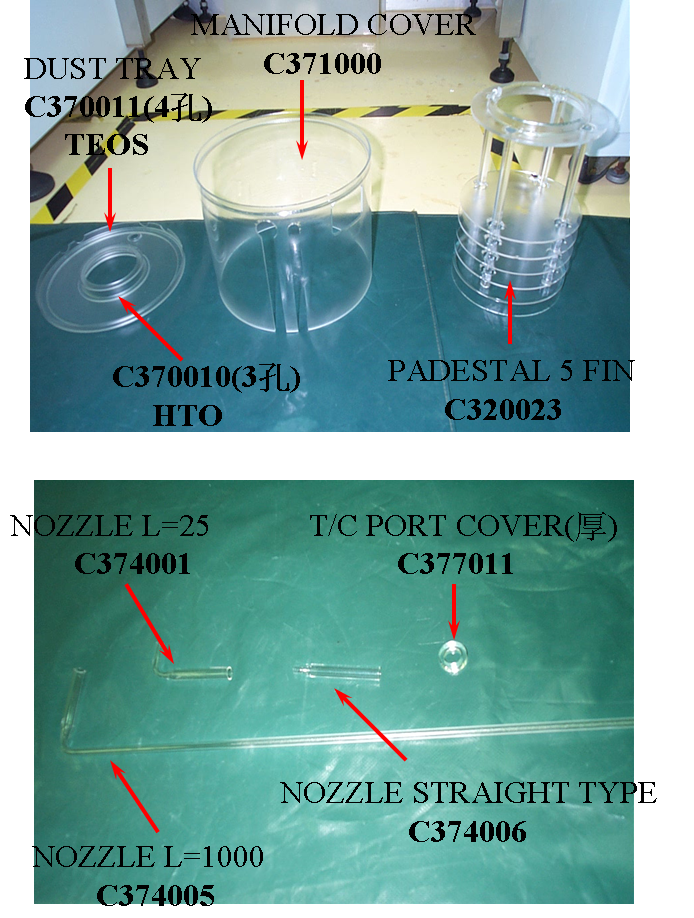 MANIFOLD COVER
C371000
DUST TRAY
C370011(4孔)
TEOS
C370010(3孔)
HTO
PADESTAL 5 FIN
C320023
NOZZLE L=25
C374001
T/C PORT COVER(厚)
C377011
NOZZLE STRAIGHT TYPE
C374006
NOZZLE L=1000
C374005